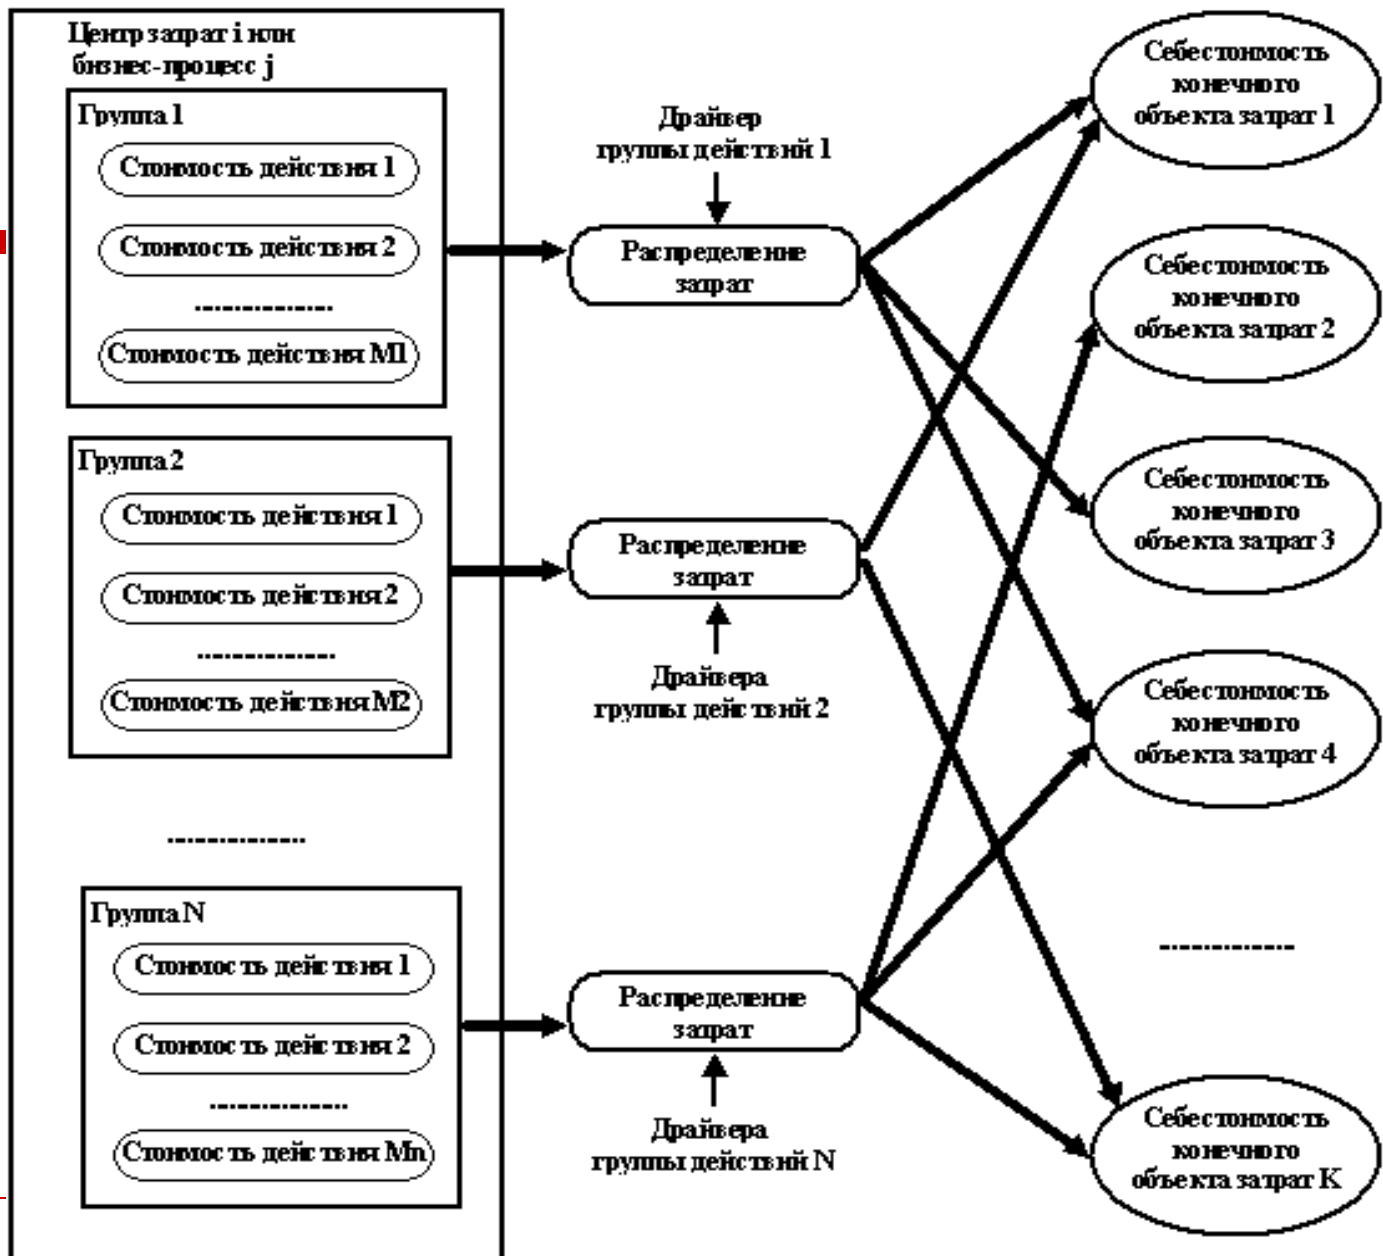 Центр затрат i или
бизнес-процесс j
Группа 1
Стоимость действия 1
Стоимость действия 2
Стоимость действия М1
Группа 2
Стоимость действия 1
Стоимость действия 2
Стоимость действия М2
Группа N
Стоимость действия 1
Стоимость действия 2
Стоимость действия Mn
Драйвер
группы действий 1
Распределение
затрат
Распределение
затрат
Драйвера
группы действий 2
Распределение
затрат
Драйвера
группы действий N
Себестоимость
конечного
объекта затрат 1
Себестоимость
конечного
объекта затрат 2
Себестоимость
конечного
объекта затрат 3
Себестоимость
конечного
объекта затрат 4
Себестоимость
конечного
объекта затрат K